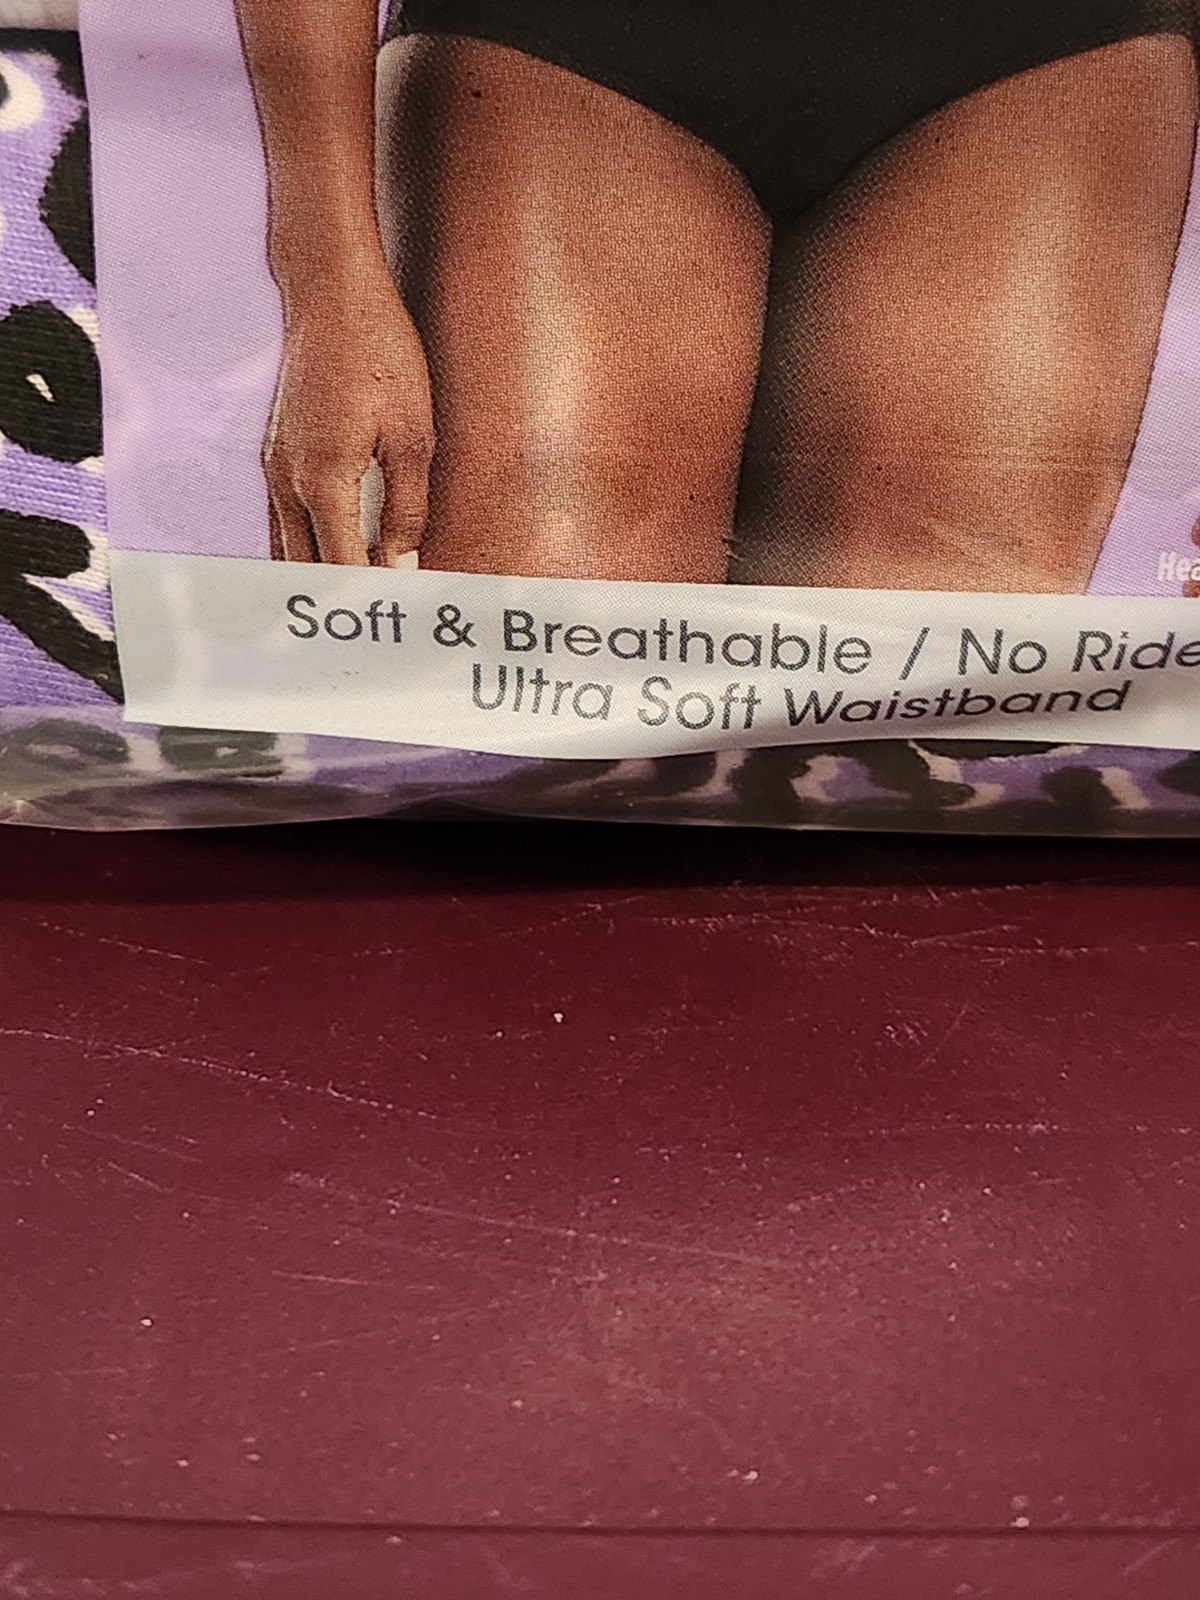 Soft & Breathable / No Ride
Ultra Soft Waistband